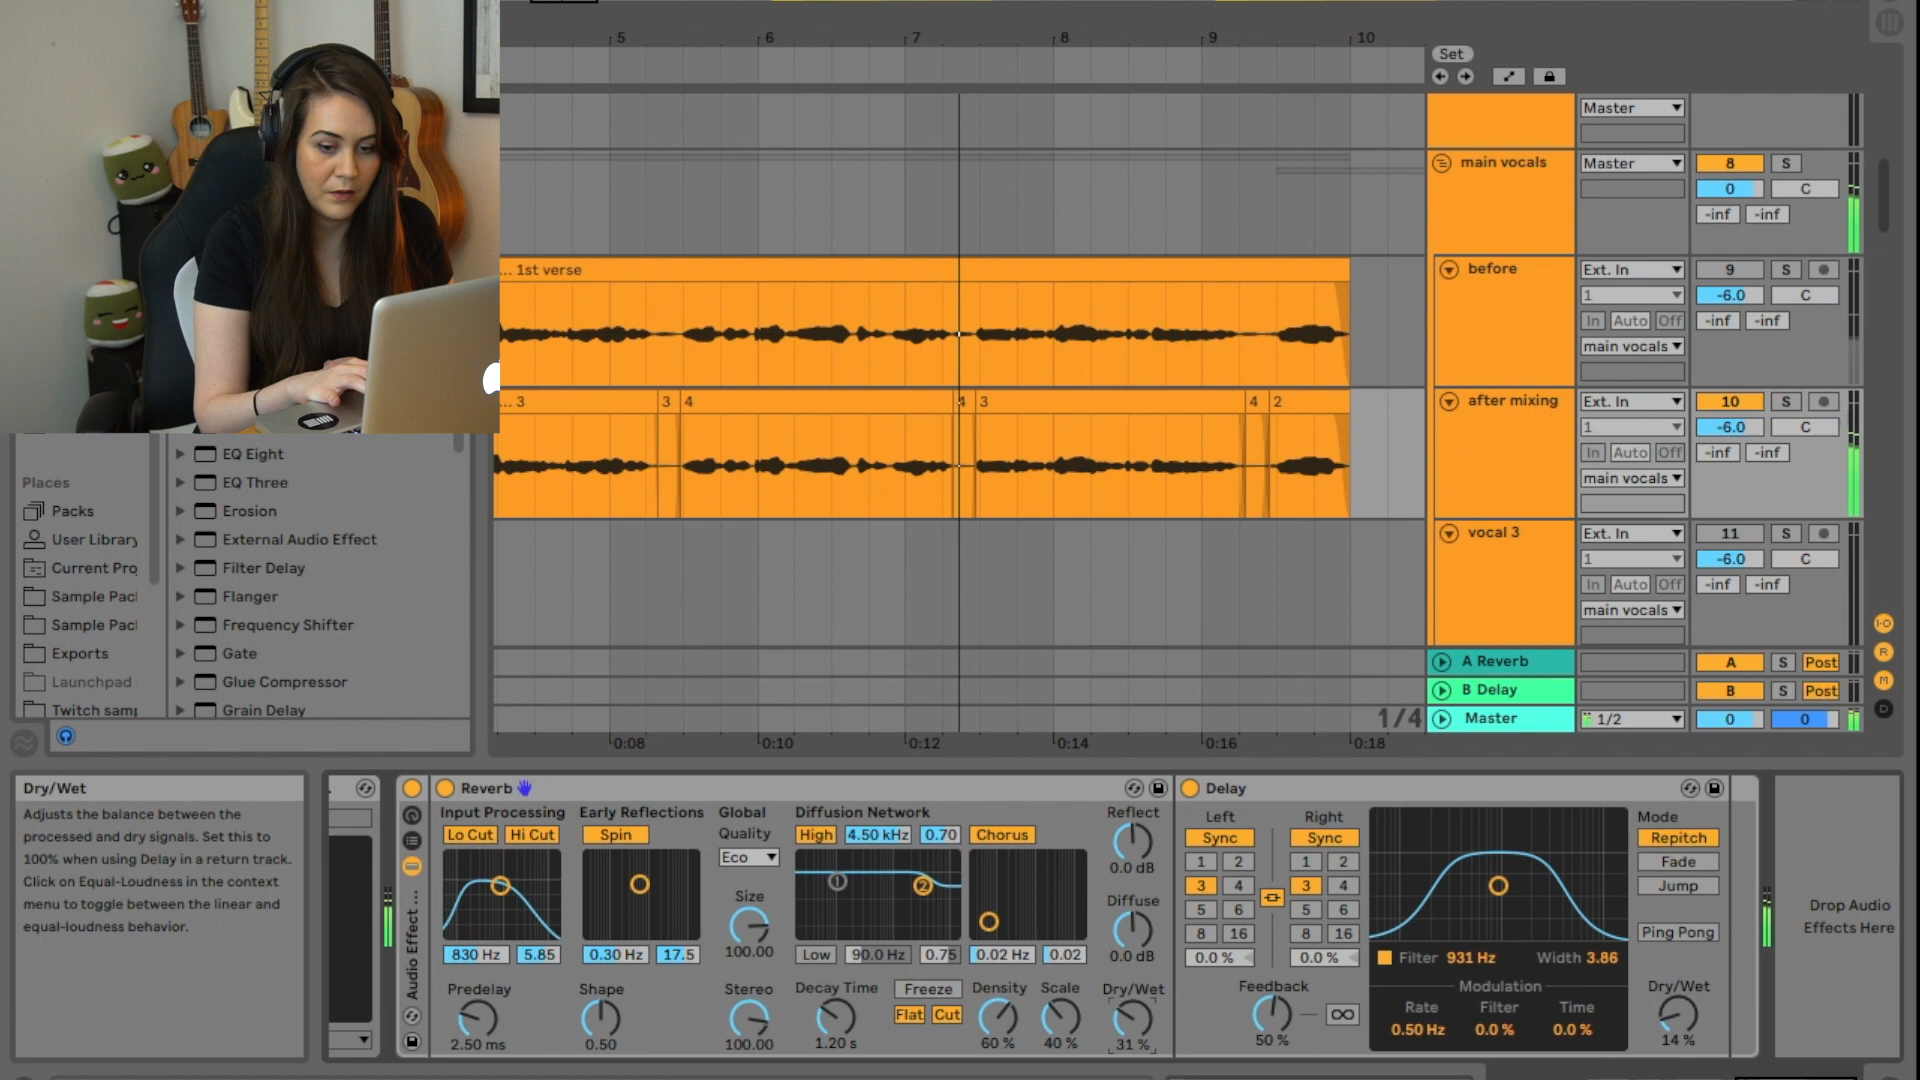 5
6
7
8
9
10
Set
Master
main vocals
Master
8
S
0
C
-inf
-inf
... 1st verse
before
Ext. In
9
S
1
-6.0
C
In
Auto
Off
-inf
-inf
main vocals
... 3
3
4
4
3
4
2
after mixing
Ext. In
10
S
1
-6.0
C
In
Auto
Off
-inf
-inf
main vocals
vocal 3
Ext. In
11
S
1
-6.0
C
In
Auto
Off
-inf
-inf
main vocals
A Reverb
A
S
Post
B Delay
B
S
Post
1/4
Master
1/2
0
0
0:08
0:10
0:12
0:14
0:16
0:18
I·O
R
M
D
Places
Packs
User Library
Current Pro
Sample Pac
Sample Pac
Exports
Launchpad
Twitch samp
EQ Eight
EQ Three
Erosion
External Audio Effect
Filter Delay
Flanger
Frequency Shifter
Gate
Glue Compressor
Grain Delay
Dry/Wet
Adjusts the balance between the
processed and dry signals. Set this to
100% when using Delay in a return track.
Click on Equal-Loudness in the context
menu to toggle between the linear and
equal-loudness behavior.
Audio Effect ...
Reverb
Input Processing
Lo Cut
Hi Cut
830 Hz
5.85
Predelay
2.50 ms
Early Reflections
Spin
0.30 Hz
17.5
Shape
0.50
Global
Quality
Eco
Size
100.00
Stereo
100.00
Diffusion Network
High
4.50 kHz
0.70
Chorus
1
2
Low
90.0 Hz
0.75
0.02 Hz
0.02
Decay Time
1.20 s
Freeze
Flat
Cut
Density
60 %
Scale
40 %
Reflect
0.0 dB
Diffuse
0.0 dB
Dry/Wet
31 %
Delay
Left
Sync
1
2
3
4
5
6
8
16
0.0 %
Right
Sync
1
2
3
4
5
6
8
16
0.0 %
Feedback
50 %
Filter 931 Hz
Width 3.86
Modulation
Rate
Filter
Time
0.50 Hz
0.0 %
0.0 %
Mode
Repitch
Fade
Jump
Ping Pong
Dry/Wet
14 %
Drop Audio
Effects Here